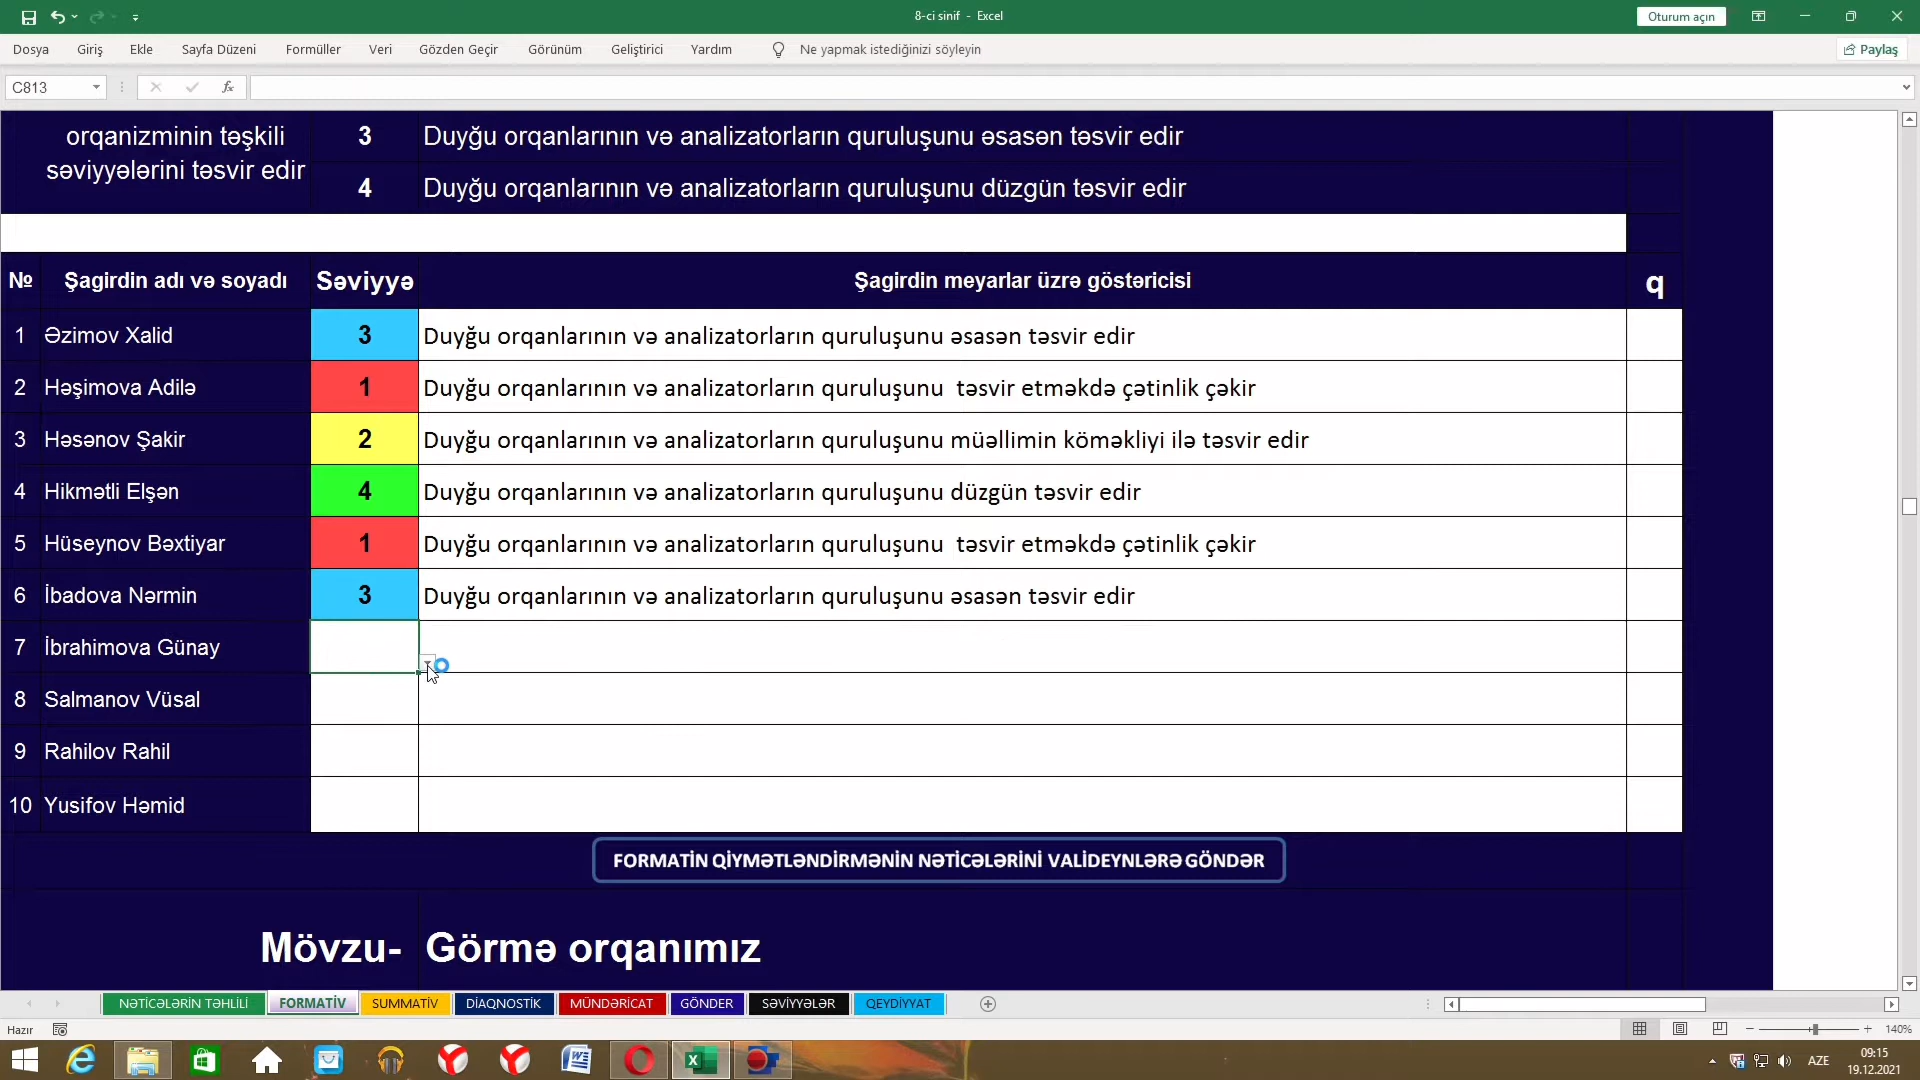 8-ci sinif - Excel
Oturum açın
Dosya Giriş Ekle Sayfa Düzeni Formüller Veri Gözden Geçir Görünüm Geliştirici Yardım Ne yapmak istediğinizi söyleyin Paylaş
C813 fx
orqanizminin təşkili
səviyyələrini təsvir edir
3 Duyğu orqanlarının və analizatorların quruluşunu əsasən təsvir edir
4 Duyğu orqanlarının və analizatorların quruluşunu düzgün təsvir edir
№ Şagirdin adı və soyadı Səviyyə Şagirdin meyarlar üzrə göstəricisi q
1 Əzimov Xalid 3 Duyğu orqanlarının və analizatorların quruluşunu əsasən təsvir edir
2 Həşimova Adilə 1 Duyğu orqanlarının və analizatorların quruluşunu təsvir etməkdə çətinlik çəkir
3 Həsənov Şakir 2 Duyğu orqanlarının və analizatorların quruluşunu müəllimin köməkliyi ilə təsvir edir
4 Hikmətli Elşən 4 Duyğu orqanlarının və analizatorların quruluşunu düzgün təsvir edir
5 Hüseynov Bəxtiyar 1 Duyğu orqanlarının və analizatorların quruluşunu təsvir etməkdə çətinlik çəkir
6 İbadova Nərmin 3 Duyğu orqanlarının və analizatorların quruluşunu əsasən təsvir edir
7 İbrahimova Günay
8 Salmanov Vüsal
9 Rahilov Rahil
10 Yusifov Həmid
FORMATİN QİYMƏTLƏNDİRMƏNİN NƏTİCƏLƏRİNİ VALİDEYNLƏRƏ GÖNDƏR
Mövzu- Görmə orqanımız
NƏTİCƏLƏRİN TƏHLİLİ FORMATİV SUMMATİV DİAQNOSTİK MÜNDƏRİCAT GÖNDER SƏVİYYƏLƏR QEYDİYYAT
Hazır 140%
AZE 09:15
19.12.2021